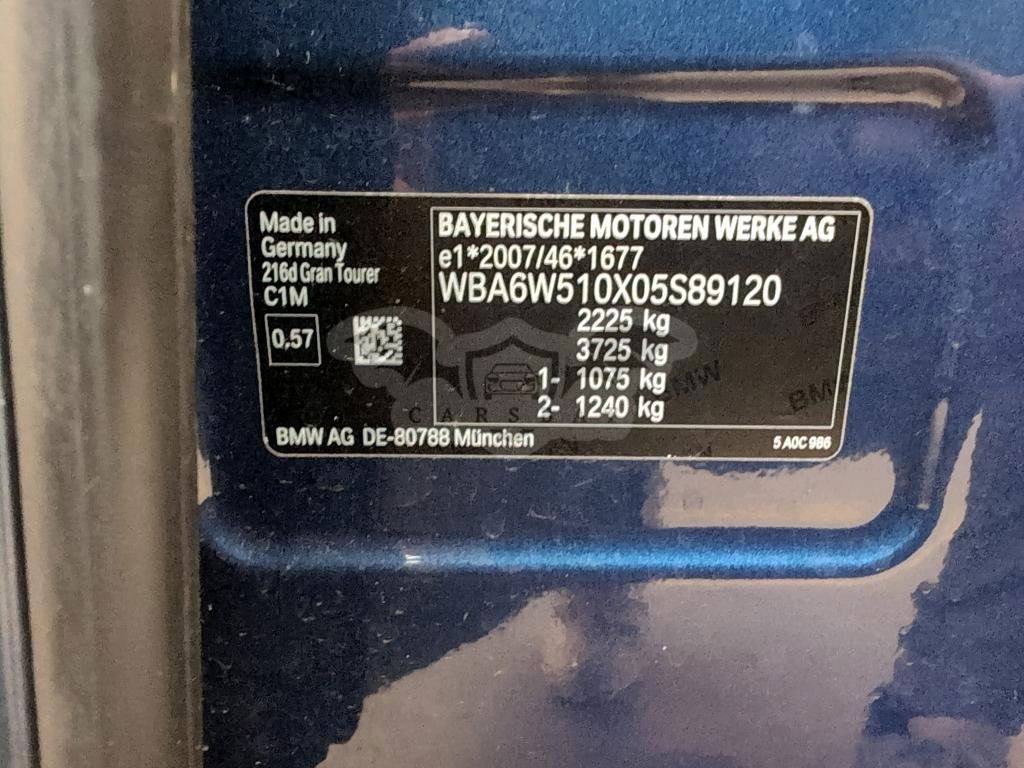 Made in
Germany
216d Gran Tourer
C1M
0,57
BAYERISCHE MOTOREN WERKE AG
e1*2007/46*1677
WBA6W510X05S89120
2225 kg
3725 kg
1- 1075 kg
2- 1240 kg
BMW AG DE-80788 München
5 A0C 986